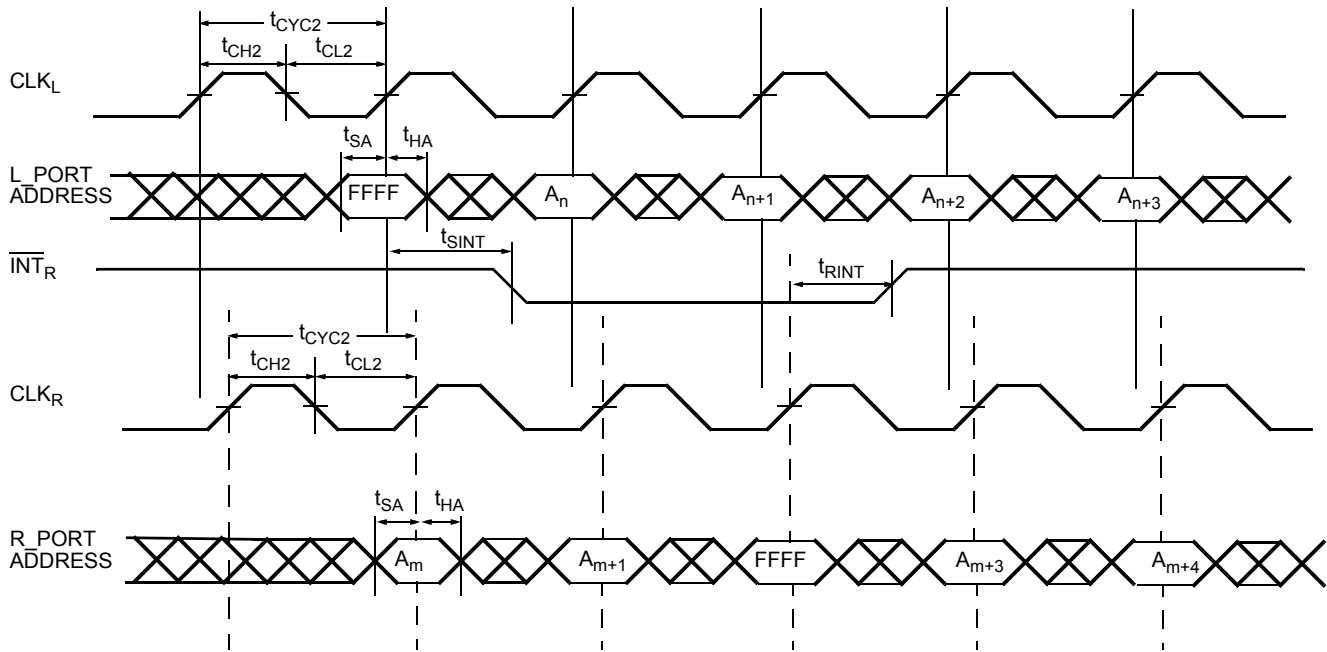 tCYC2
tCH2 tCL2
CLKL
tSA tHA
L_PORT
ADDRESS
FFFF An An+1 An+2 An+3
tSINT
INTR
tRINT
tCYC2
tCH2 tCL2
CLKR
tSA tHA
R_PORT
ADDRESS
Am Am+1 FFFF Am+3 Am+4